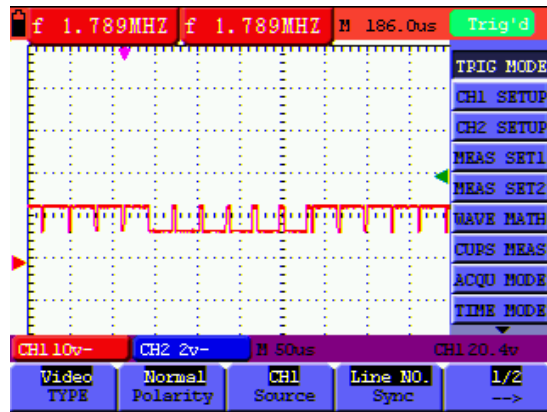 f 1.789MHZ f 1.789MHZ M 186.0us Trig'd
TRIG MODE
CH1 SETUP
CH2 SETUP
MEAS SET1
MEAS SET2
WAVE MATH
CURS MEAS
ACQU MODE
TIME MODE
CH1 10v- CH2 2v- M 50us CH1 20.4v
Video Normal CH1 Line NO. 1/2
TYPE Polarity Source Sync -->